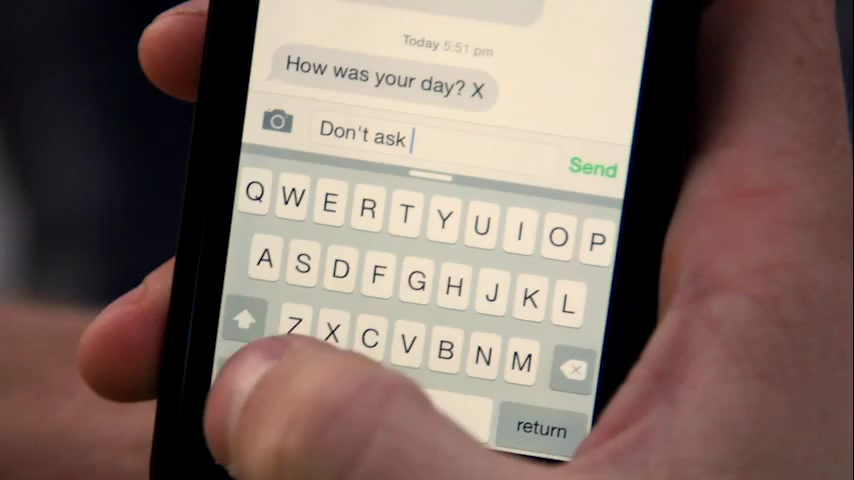 Today 5:51 pm
How was your day? X
Don't ask
Send
Q W E R T Y U I O P
A S D F G H J K L
Z X C V B N M
return